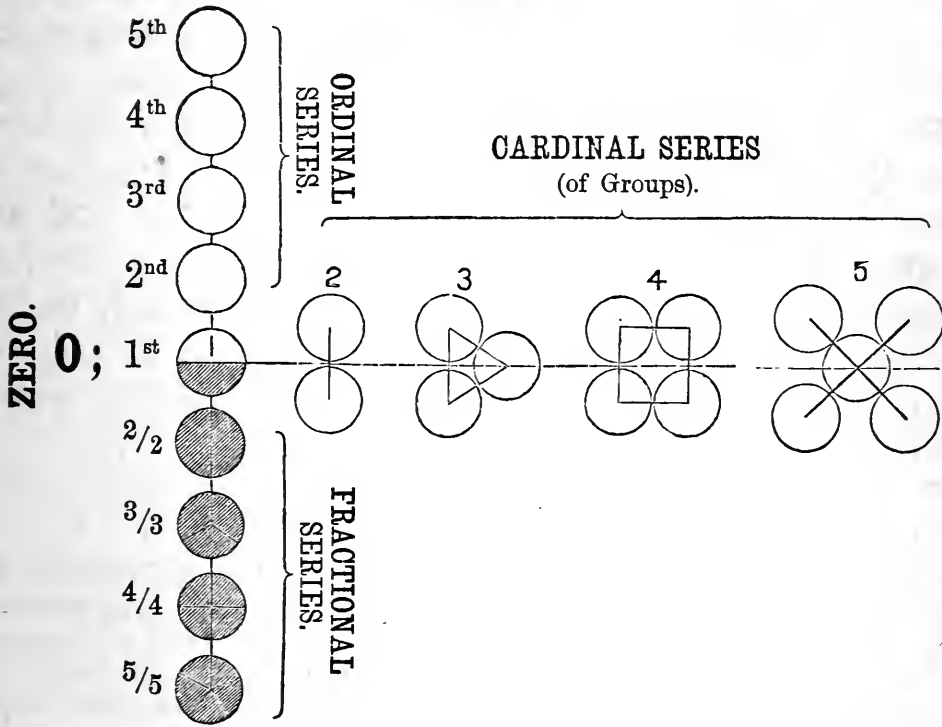 5th
4th
3rd
2nd
ORDINAL
SERIES.
CARDINAL SERIES
(of Groups).
2
3
4
5
ZERO.
0; 1st
2/2
3/3
4/4
5/5
FRACTIONAL
SERIES.